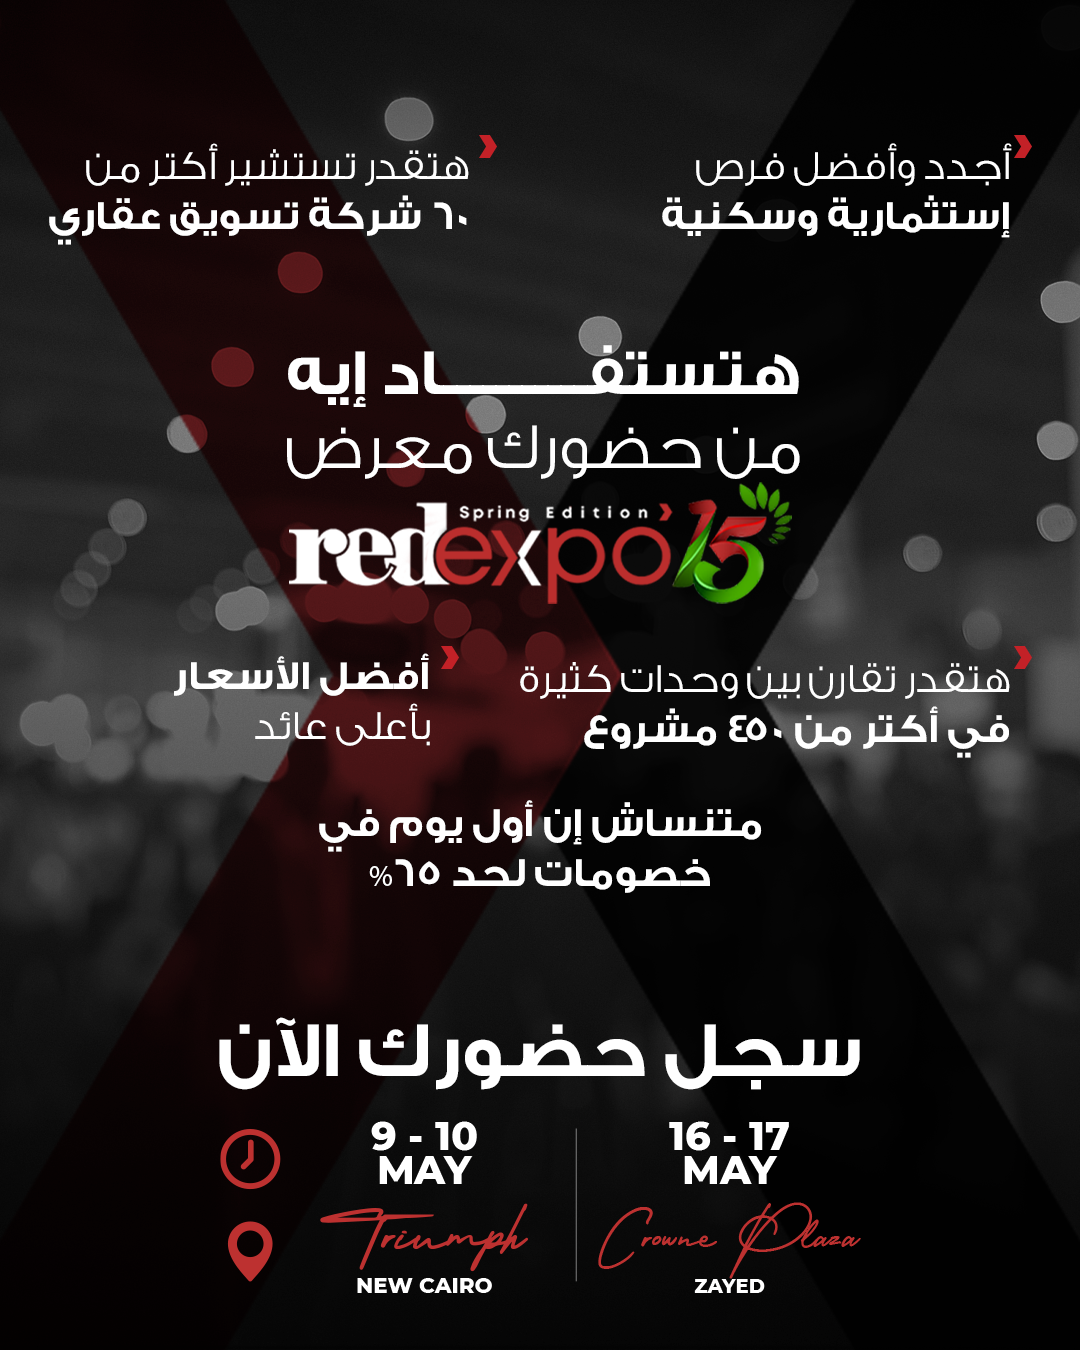 أجدد وأفضل فرص
إستثمارية وسكنية
هتقدر تستشير أكتر من
٦٠ شركة تسويق عقاري
هتستفـــــــــاد إيه
من حضورك معرض
Spring Edition
redexpo 15
هتقدر تقارن بين وحدات كثيرة
في أكتر من ٤٥٠ مشروع
أفضل الأسعار
بأعلى عائد
متنساش إن أول يوم في
خصومات لحد ٦٥%
سجل حضورك الآن
9 - 10
MAY
Triumph
NEW CAIRO
16 - 17
MAY
Crowne Plaza
ZAYED